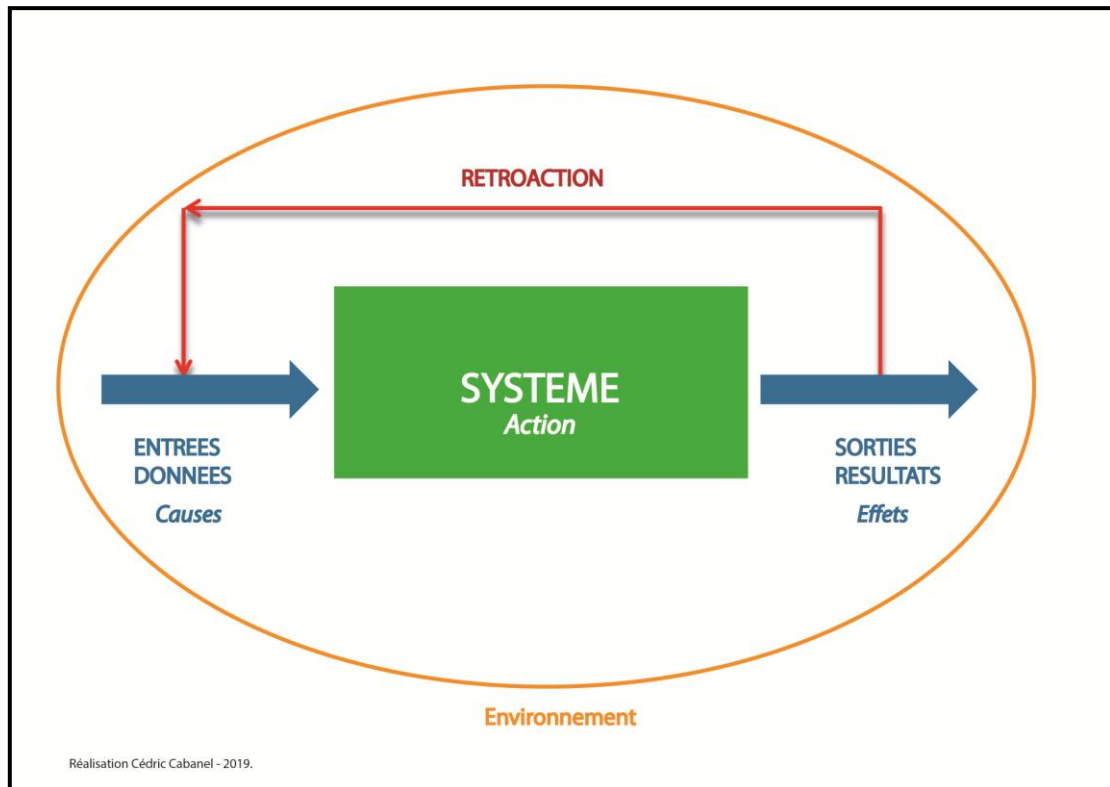 RETROACTION
SYSTEME
Action
ENTREES
DONNEES
Causes
SORTIES
RESULTATS
Effets
Environnement
Réalisation Cédric Cabanel - 2019.